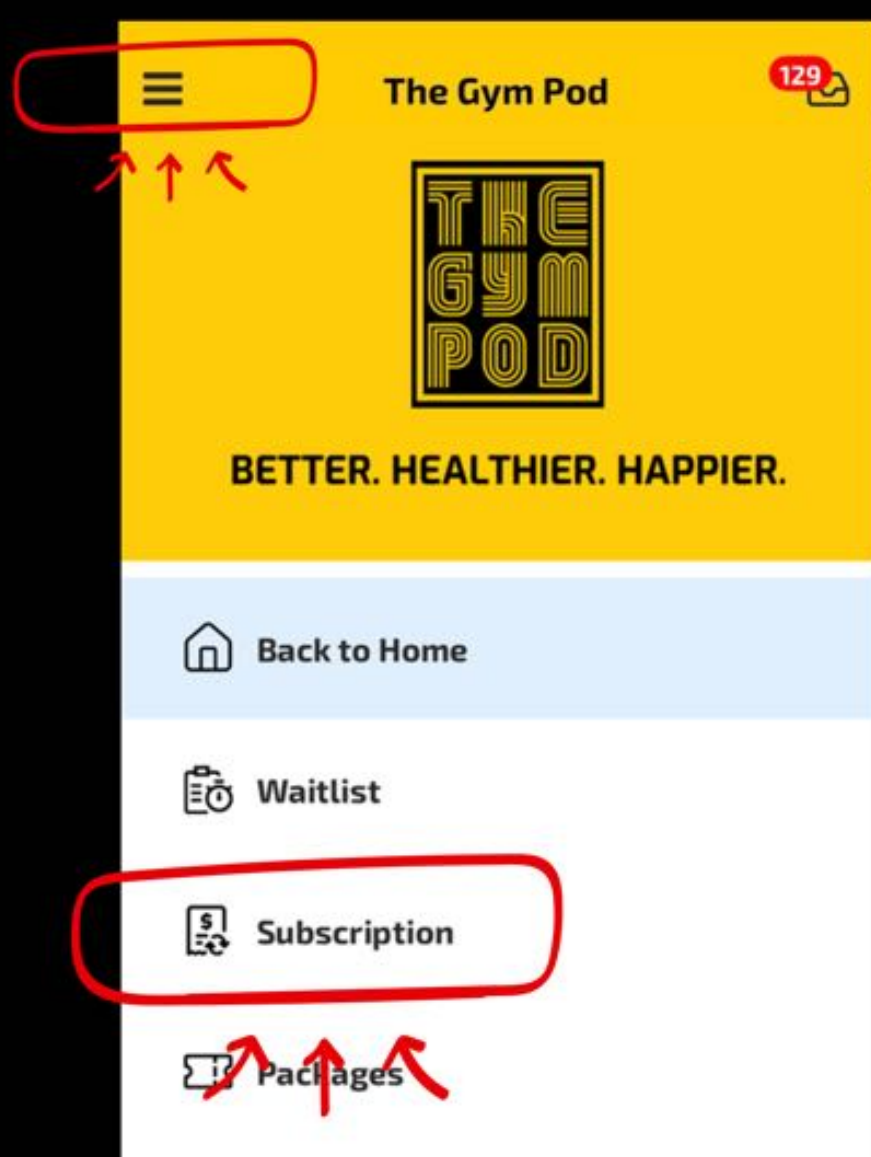 The Gym Pod
129
THE
GYM
POD
BETTER. HEALTHIER. HAPPIER.
Back to Home
Waitlist
$
Subscription
Packages